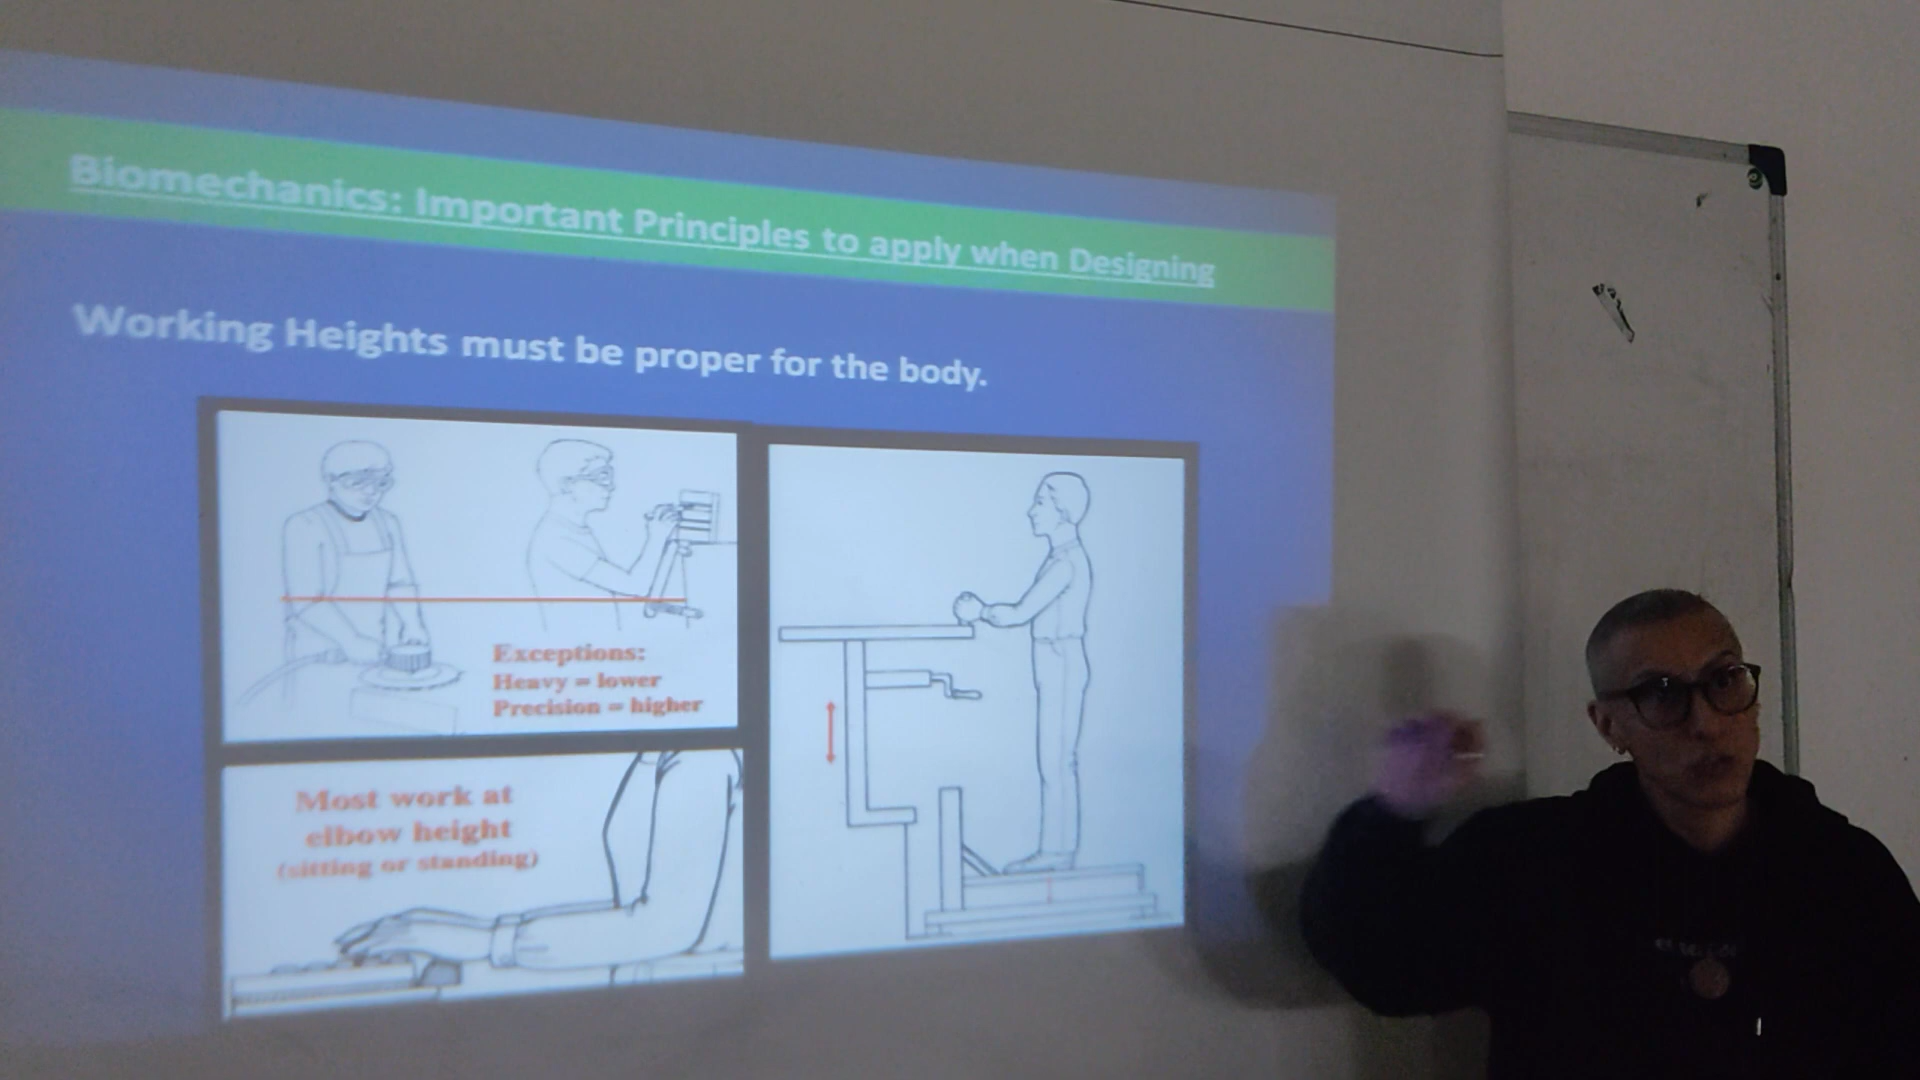 Biomechanics: Important Principles to apply when Designing
Working Heights must be proper for the body.
Exceptions:
Heavy = lower
Precision = higher
Most work at
elbow height
(sitting or standing)